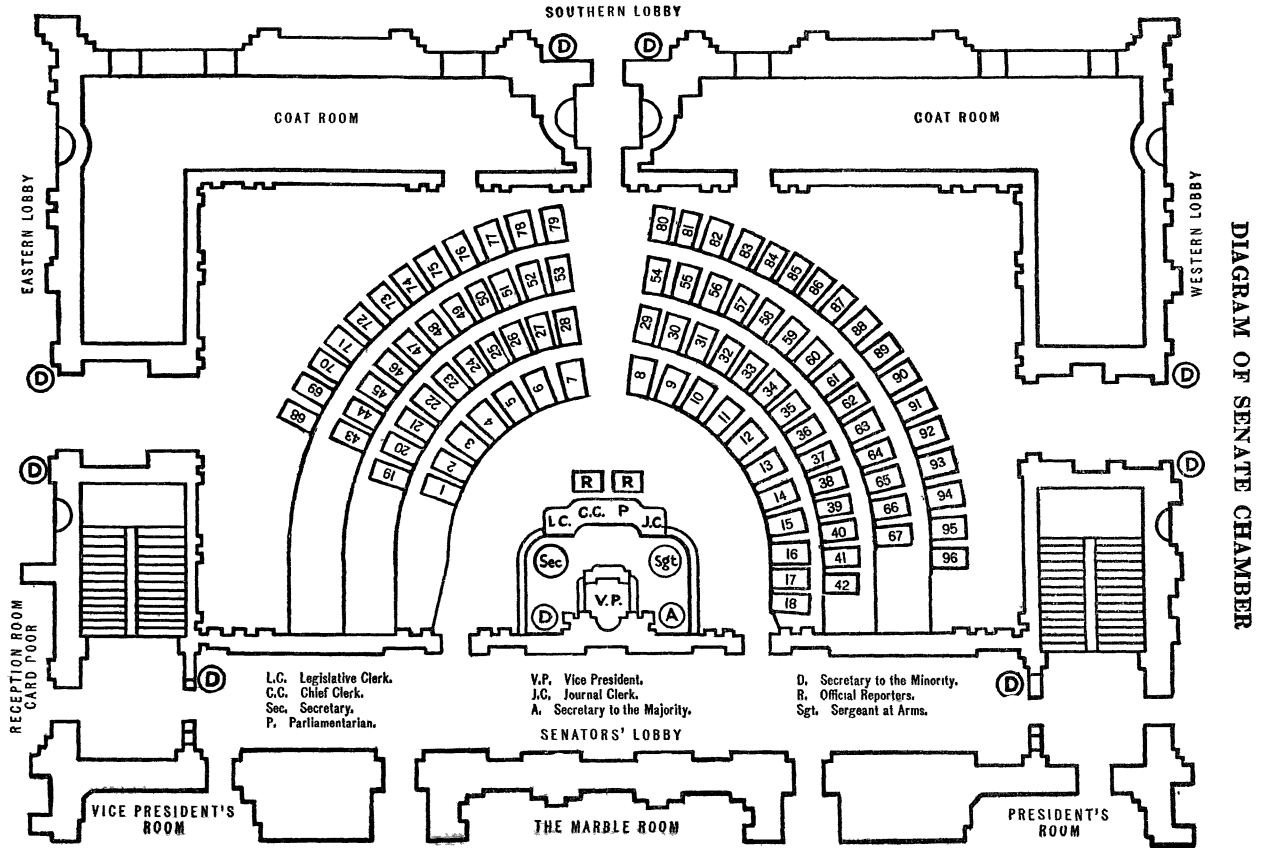 SOUTHERN LOBBY
D
D
COAT ROOM
COAT ROOM
EASTERN LOBBY
WESTERN LOBBY
DIAGRAM OF SENATE CHAMBER
D
D
D
D
68 69 70 71 72 73 74 75 76 77 78 79
80 81 82 83 84 85 86 87 88 89 90 91 92 93 94 95 96
43 44 45 46 47 48 49 50 51 52 53
54 55 56 57 58 59 60 61 62 63 64 65 66 67
19 20 21 22 23 24 25 26 27 28
29 30 31 32 33 34 35 36 37 38 39 40 41 42
1 2 3 4 5 6 7
8 9 10 11 12 13 14 15 16 17 18
R R
L.C. C.C. P J.C.
Sec Sgt
V.P.
D A
RECEPTION ROOM
CARD DOOR
D
D
L.C. Legislative Clerk.
C.C. Chief Clerk.
Sec. Secretary.
P. Parliamentarian.
V.P. Vice President.
J.C. Journal Clerk.
A. Secretary to the Majority.
D. Secretary to the Minority.
R. Official Reporters.
Sgt. Sergeant at Arms.
SENATORS' LOBBY
VICE PRESIDENT'S
ROOM
THE MARBLE ROOM
PRESIDENT'S
ROOM